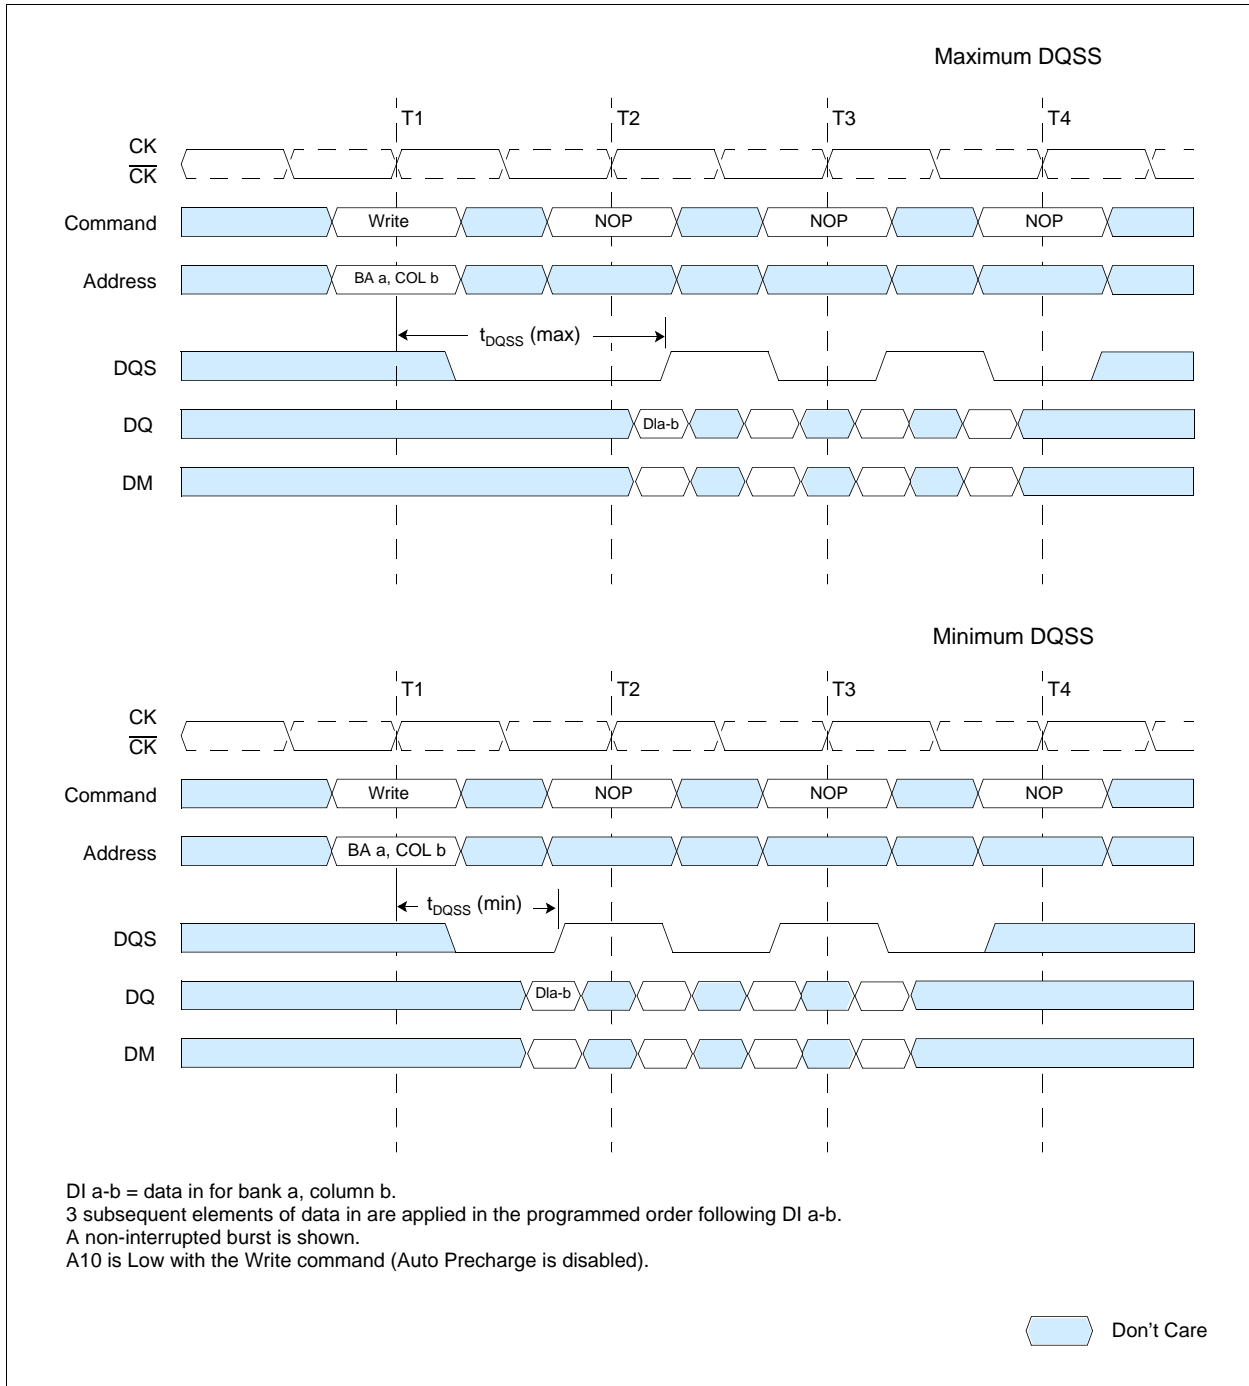 Maximum DQSS
T1 T2 T3 T4
CK
CK
Command Write NOP NOP NOP
Address BA a, COL b
tDQSS (max)
DQS
DQ DIa-b
DM
Minimum DQSS
T1 T2 T3 T4
CK
CK
Command Write NOP NOP NOP
Address BA a, COL b
tDQSS (min)
DQS
DQ DIa-b
DM
DI a-b = data in for bank a, column b.
3 subsequent elements of data in are applied in the programmed order following DI a-b.
A non-interrupted burst is shown.
A10 is Low with the Write command (Auto Precharge is disabled).
Don't Care